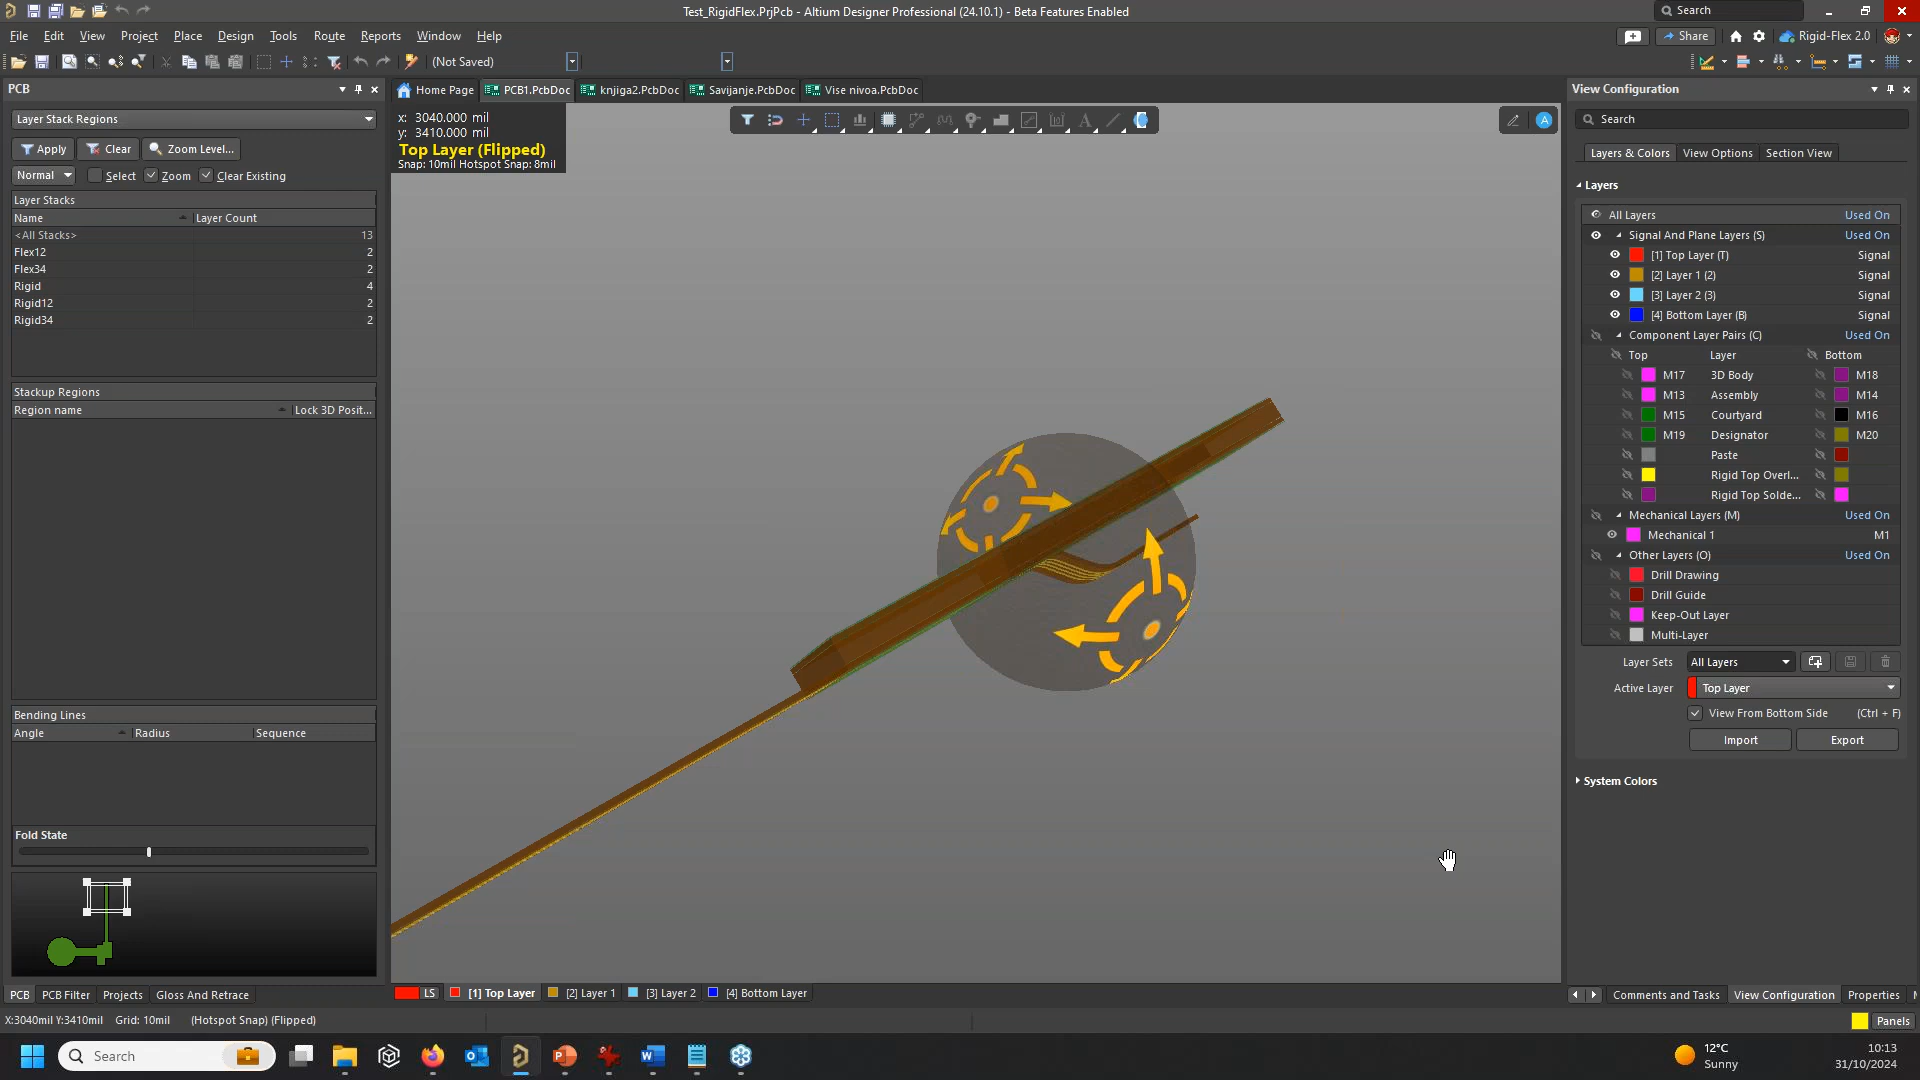 Test_RigidFlex.PrjPcb - Altium Designer Professional (24.10.1) - Beta Features Enabled
Search
File Edit View Project Place Design Tools Route Reports Window Help
Share
Rigid-Flex 2.0
(Not Saved)
PCB
Home Page
PCB1.PcbDoc
knjiga2.PcbDoc
Savijanje.PcbDoc
Vise nivoa.PcbDoc
View Configuration
Layer Stack Regions
x: 3040.000 mil
y: 3410.000 mil
Top Layer (Flipped)
Snap: 10mil Hotspot Snap: 8mil
Search
Apply Clear Zoom Level...
Layers & Colors View Options Section View
Normal Select Zoom Clear Existing
Layer Stacks
Name Layer Count
<All Stacks> 13
Flex12 2
Flex34 2
Rigid 4
Rigid12 2
Rigid34 2
Stackup Regions
Region name Lock 3D Posit...
Bending Lines
Angle Radius Sequence
Fold State
Layers
All Layers Used On
Signal And Plane Layers (S) Used On
[1] Top Layer (T) Signal
[2] Layer 1 (2) Signal
[3] Layer 2 (3) Signal
[4] Bottom Layer (B) Signal
Component Layer Pairs (C) Used On
Top Layer Bottom
M17 3D Body M18
M13 Assembly M14
M15 Courtyard M16
M19 Designator M20
Paste
Rigid Top Overl...
Rigid Top Solde...
Mechanical Layers (M) Used On
Mechanical 1 M1
Other Layers (O) Used On
Drill Drawing
Drill Guide
Keep-Out Layer
Multi-Layer
Layer Sets All Layers
Active Layer Top Layer
View From Bottom Side (Ctrl + F)
Import Export
System Colors
PCB PCB Filter Projects Gloss And Retrace
LS [1] Top Layer [2] Layer 1 [3] Layer 2 [4] Bottom Layer
Comments and Tasks View Configuration Properties
X:3040mil Y:3410mil Grid: 10mil (Hotspot Snap) (Flipped)
Panels
Search
12°C
Sunny
10:13
31/10/2024